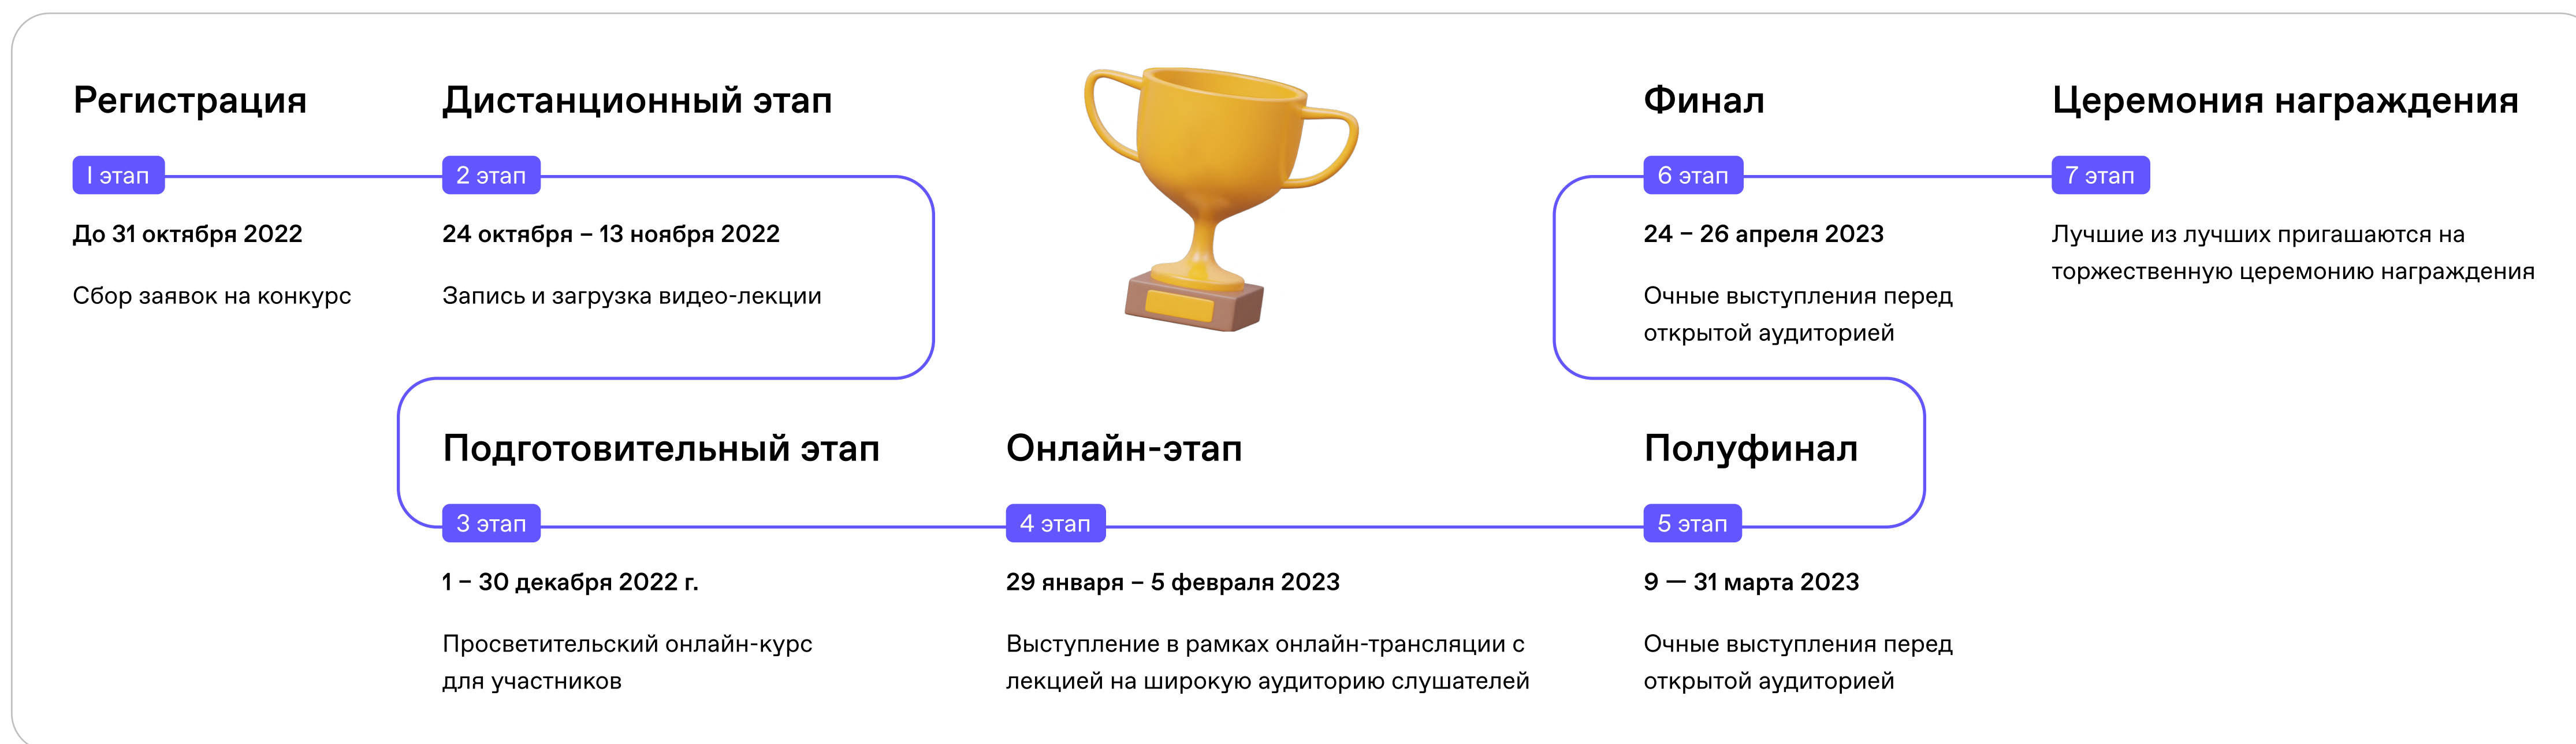 Регистрация
1 этап
До 31 октября 2022
Сбор заявок на конкурс
Дистанционный этап
2 этап
24 октября – 13 ноября 2022
Запись и загрузка видео-лекции
Подготовительный этап
3 этап
1 – 30 декабря 2022 г.
Просветительский онлайн-курс
для участников
Онлайн-этап
4 этап
29 января – 5 февраля 2023
Выступление в рамках онлайн-трансляции с
лекцией на широкую аудиторию слушателей
Полуфинал
5 этап
9 — 31 марта 2023
Очные выступления перед
открытой аудиторией
Финал
6 этап
24 – 26 апреля 2023
Очные выступления перед
открытой аудиторией
Церемония награждения
7 этап
Лучшие из лучших пригашаются на
торжественную церемонию награждения